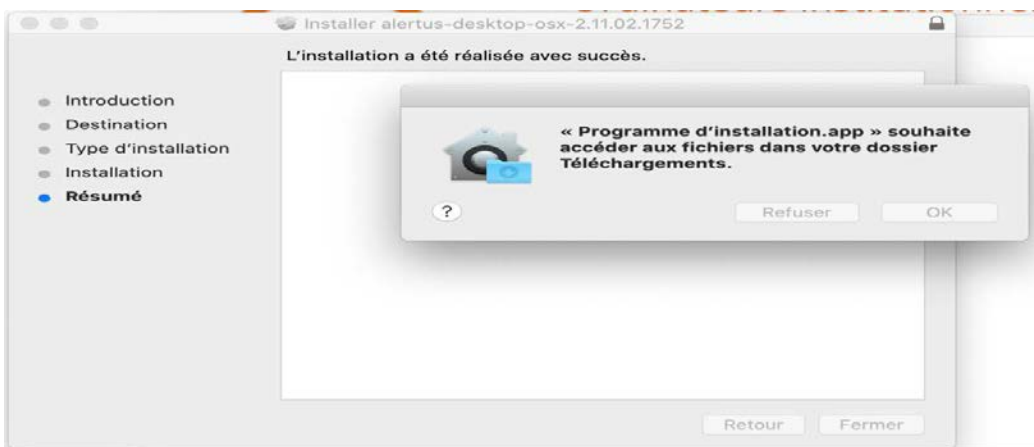 Installer alertus-desktop-osx-2.11.02.1752
L'installation a été réalisée avec succès.
Introduction
Destination
Type d'installation
Installation
Résumé
« Programme d'installation.app » souhaite
accéder aux fichiers dans votre dossier
Téléchargements.
?
Refuser
OK
Retour
Fermer